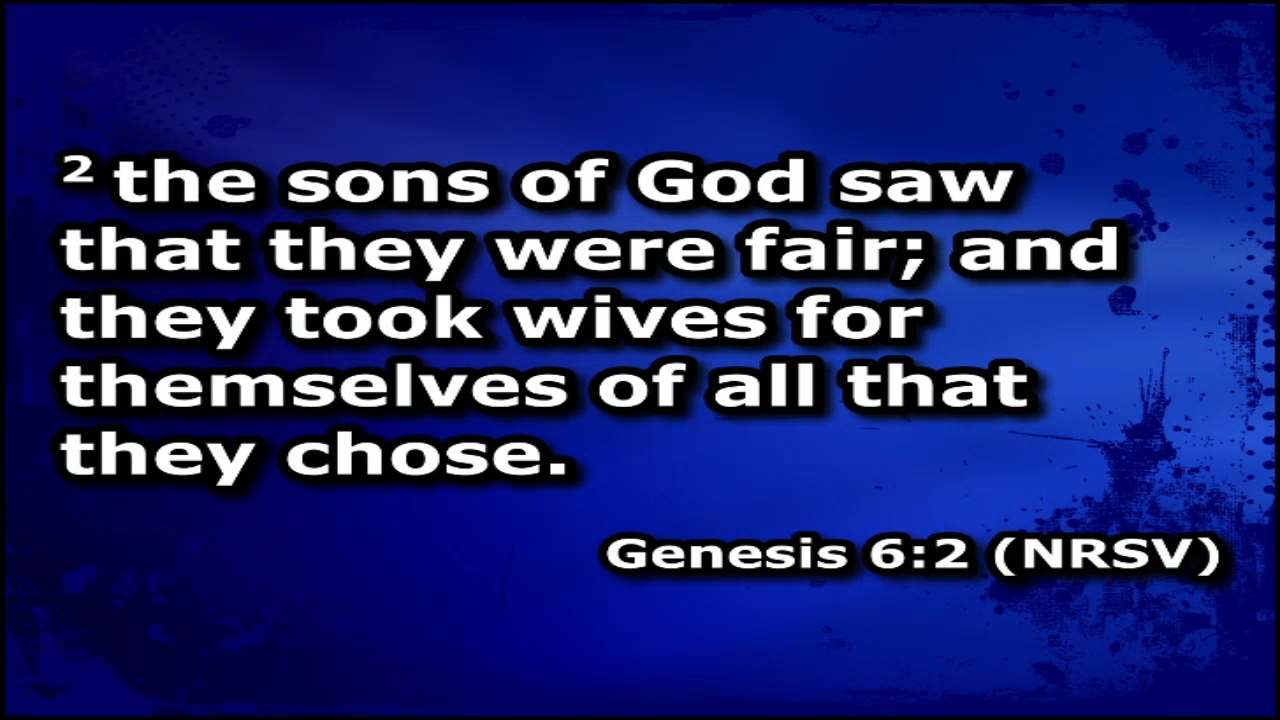 ² the sons of God saw
that they were fair; and
they took wives for
themselves of all that
they chose.
Genesis 6:2 (NRSV)